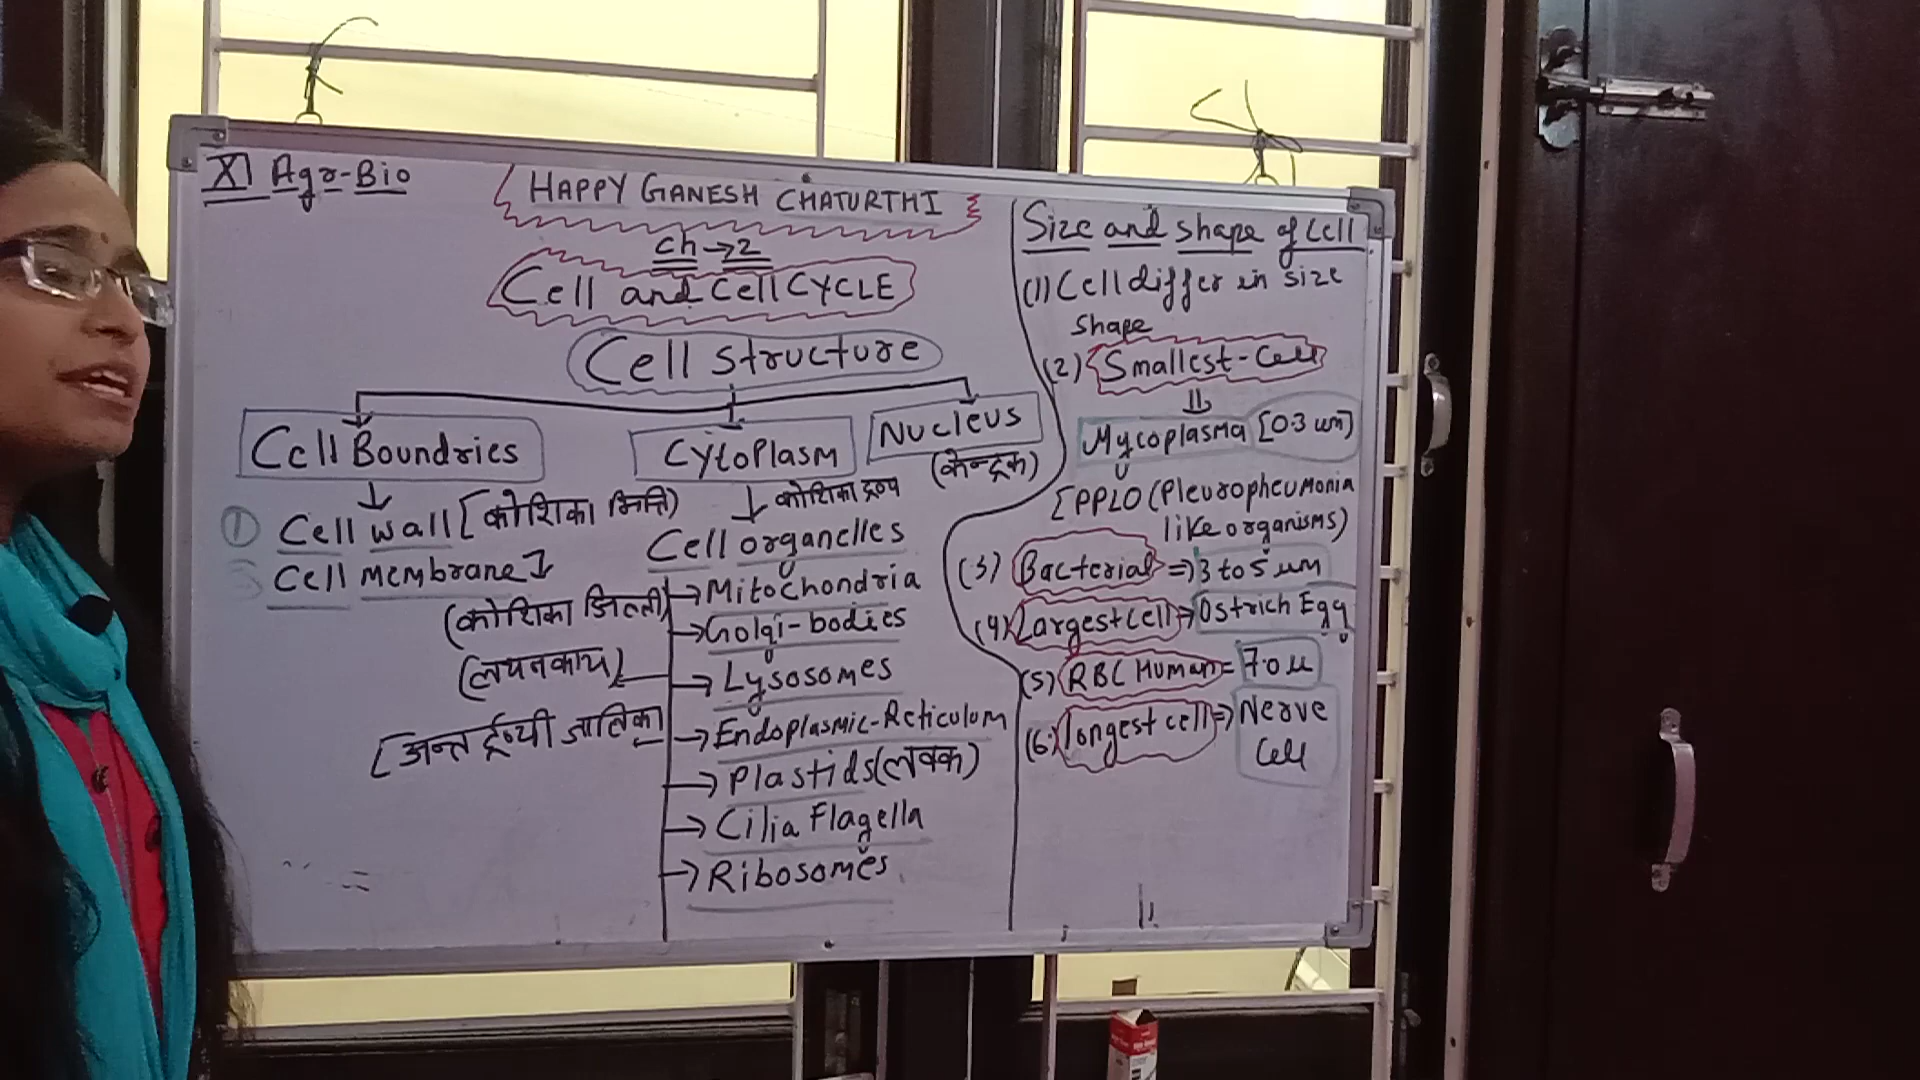 XI Agr-Bio
HAPPY GANESH CHATURTHI
ch→2
Cell and Cell CYCLE
Cell Structure
Cell Boundries
① Cell wall [कोशिका भित्ति)
Cell membrane]
(कोशिका झिल्ली)
Cytoplasm
↓ कोशिका द्रव्य
Cell organelles
→ Mitochondria
→ Golgi-bodies
(लयनकाय) → Lysosomes
[अन्त र्द्रव्यी जालिका → Endoplasmic-Reticulum
→ Plastids (लवक)
→ Cilia Flagella
→ Ribosomes
Nucleus
(केन्द्रक)
Size and shape of Cell
(1) Cell differ in size
shape
(2) Smallest-Cell
⇓
Mycoplasma [0.3 um]
[PPLO (Pleuropheumonia
like organisms)
(3) Bacterial ⇒ 3 to 5 um
(4) Largest cell ⇒ Ostrich Egg
(5) RBC Human = 7.0 u
(6) longest cell ⇒ Nerve
Cell